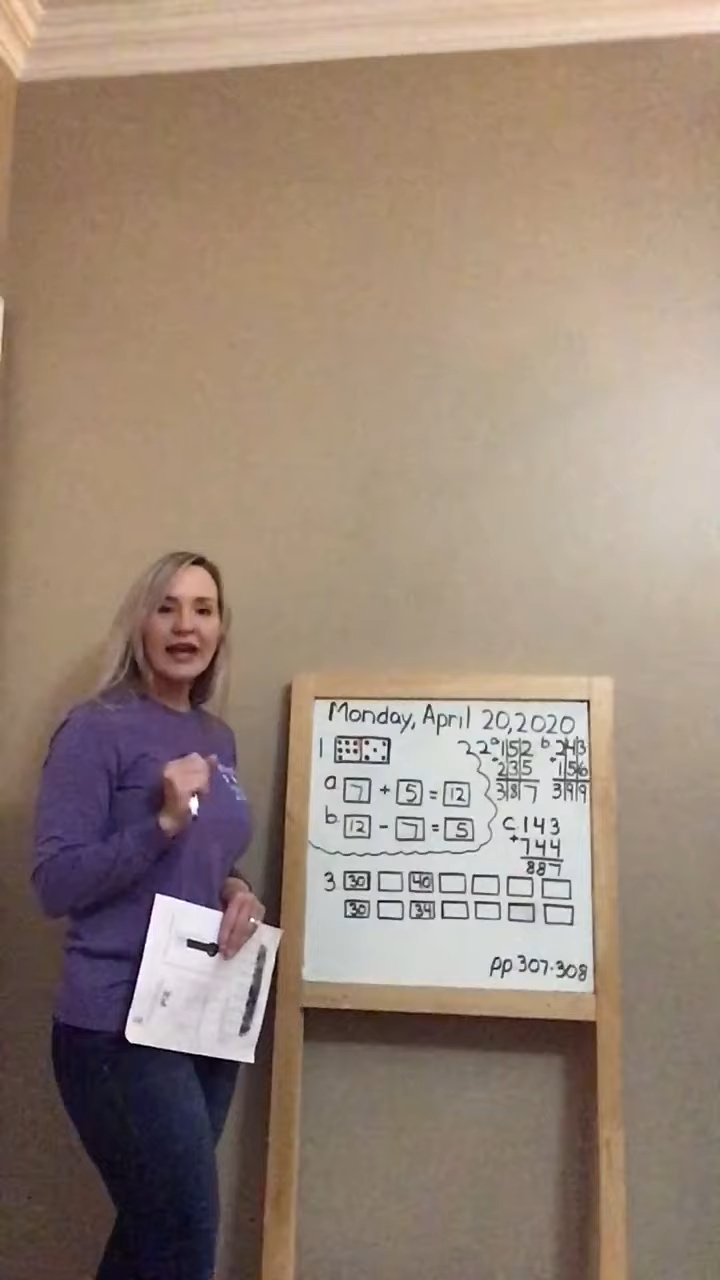 Monday, April 20, 2020
1
a 7 + 5 = 12
b. 12 - 7 = 5
2 2 a 152
+ 235
387
b 243
+ 156
399
c 143
+ 744
887
3 30 40
30 34
pp 307-308